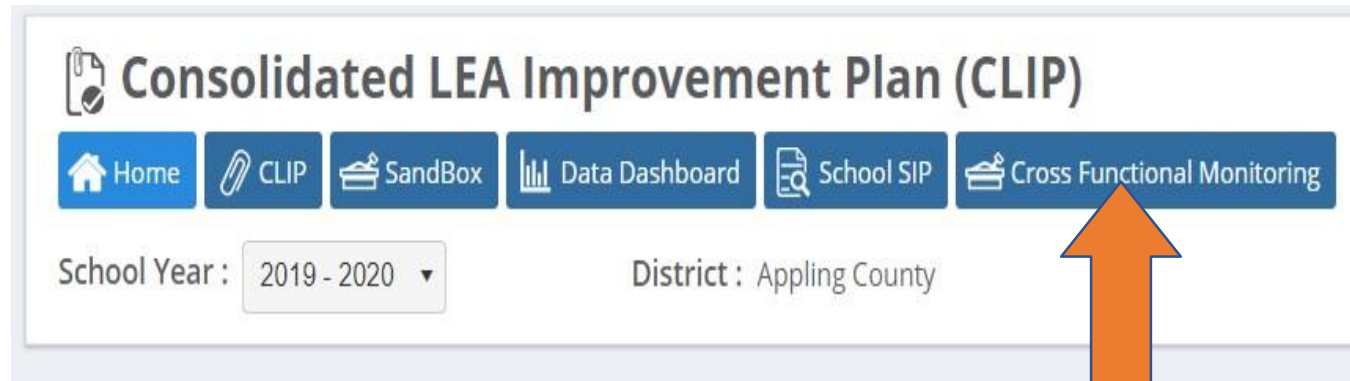 Consolidated LEA Improvement Plan (CLIP)
Home CLIP SandBox Data Dashboard School SIP Cross Functional Monitoring
School Year : 2019 - 2020 District : Appling County